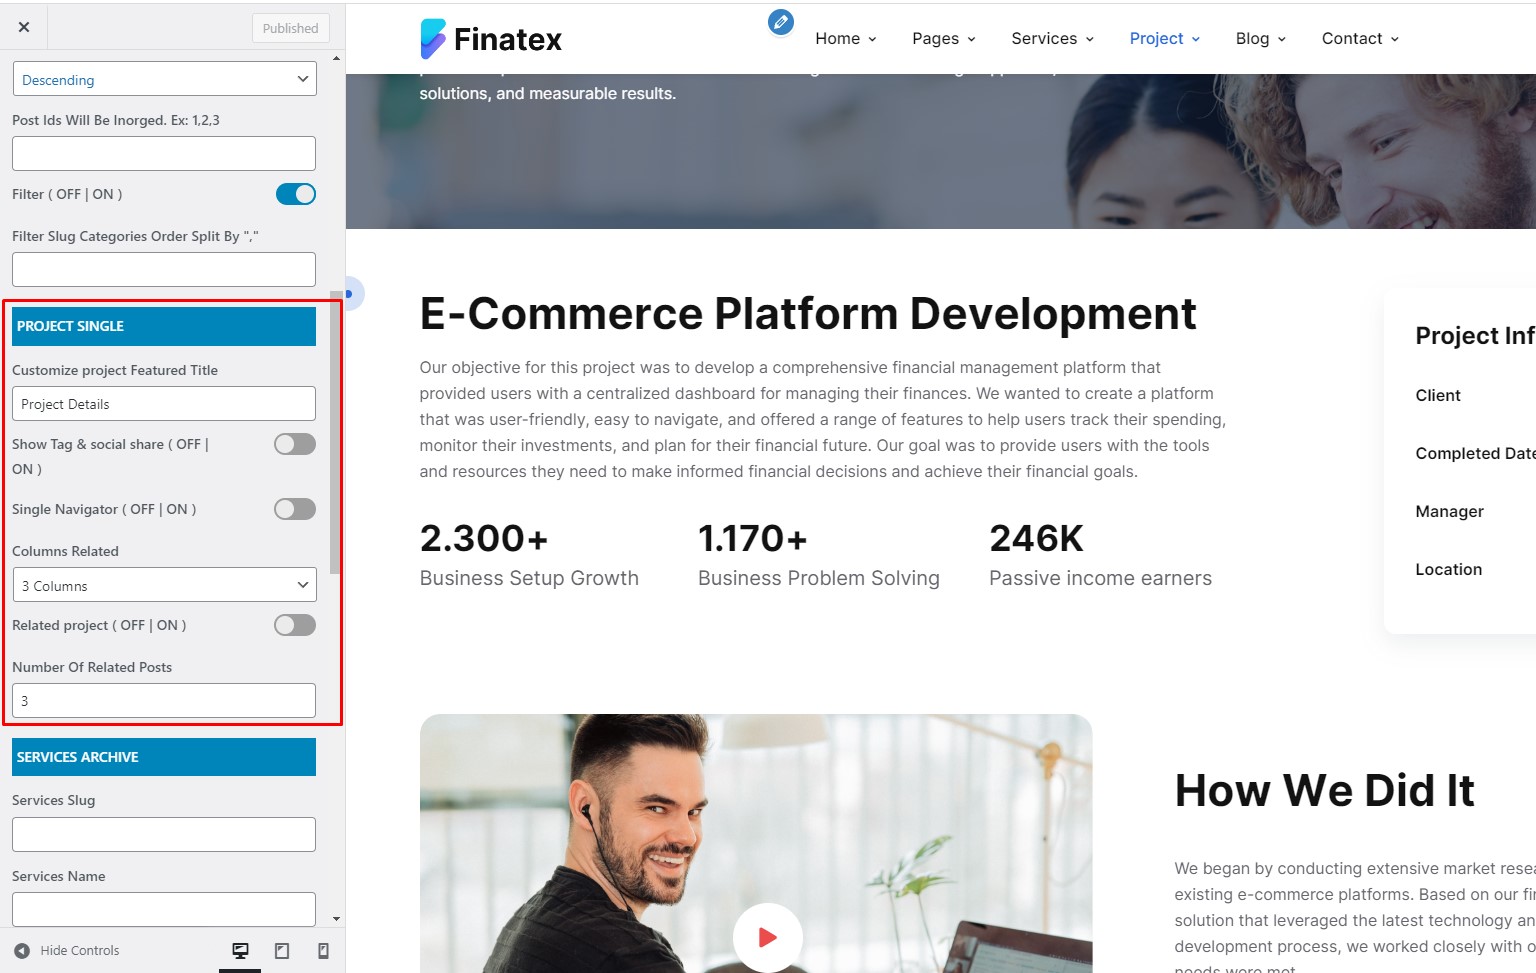 Published
Descending
Post Ids Will Be Inorged. Ex: 1,2,3
Filter ( OFF | ON )
Filter Slug Categories Order Split By ","
PROJECT SINGLE
Customize project Featured Title
Project Details
Show Tag & social share ( OFF |
ON )
Single Navigator ( OFF | ON )
Columns Related
3 Columns
Related project ( OFF | ON )
Number Of Related Posts
3
SERVICES ARCHIVE
Services Slug
Services Name
Hide Controls
Finatex
Home
Pages
Services
Project
Blog
Contact
solutions, and measurable results.
E-Commerce Platform Development
Our objective for this project was to develop a comprehensive financial management platform that
provided users with a centralized dashboard for managing their finances. We wanted to create a platform
that was user-friendly, easy to navigate, and offered a range of features to help users track their spending,
monitor their investments, and plan for their financial future. Our goal was to provide users with the tools
and resources they need to make informed financial decisions and achieve their financial goals.
2.300+
Business Setup Growth
1.170+
Business Problem Solving
246K
Passive income earners
Project Inf
Client
Completed Date
Manager
Location
How We Did It
We began by conducting extensive market resea
existing e-commerce platforms. Based on our fi
solution that leveraged the latest technology an
development process, we worked closely with o
needs were met.